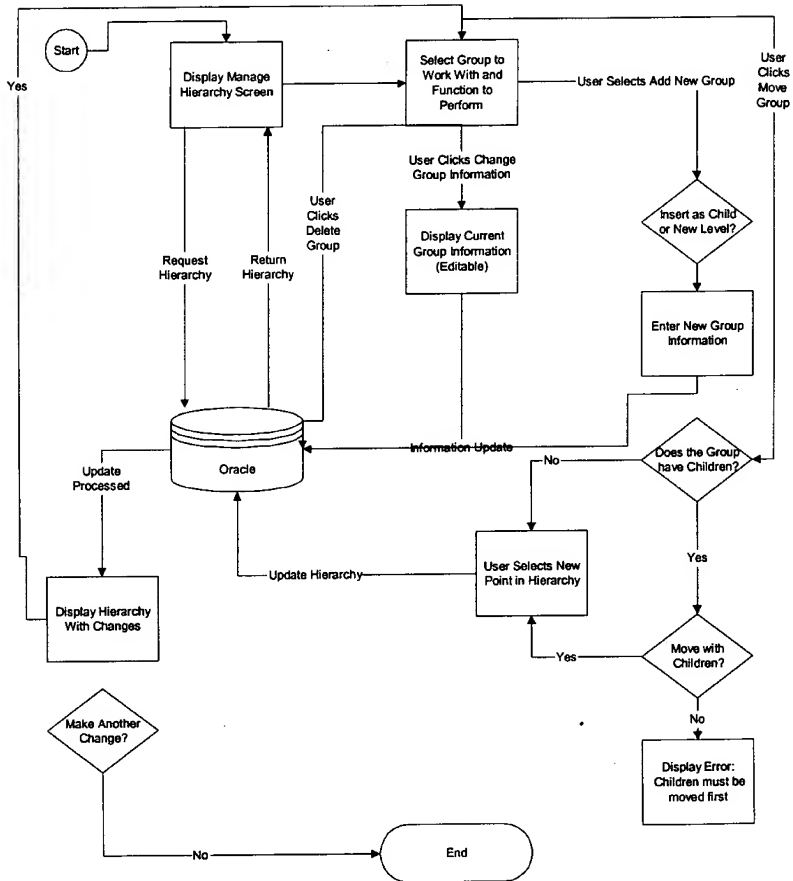 Start
Yes
Display Manage
Hierarchy Screen
Select Group to
Work With and
Function to
Perform
User Selects Add New Group
User
Clicks
Move
Group
User Clicks Change
Group Information
User
Clicks
Delete
Group
Insert as Child
or New Level?
Display Current
Group Information
(Editable)
Request
Hierarchy
Return
Hierarchy
Enter New Group
Information
Information Update
Oracle
Update
Processed
No
Does the Group
have Children?
Yes
User Selects New
Point in Hierarchy
Update Hierarchy
Display Hierarchy
With Changes
Yes
Move with
Children?
No
Make Another
Change?
Display Error:
Children must be
moved first
No
End